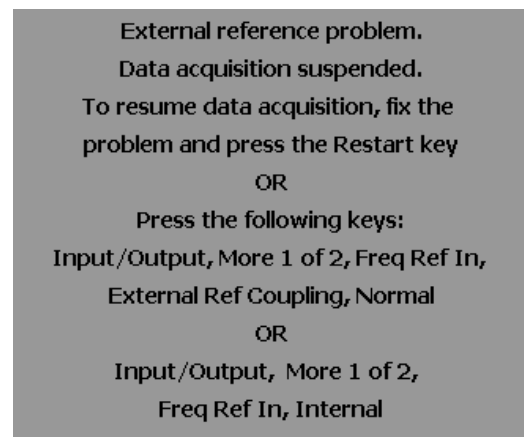 External reference problem.
Data acquisition suspended.
To resume data acquisition, fix the
problem and press the Restart key
OR
Press the following keys:
Input/Output, More 1 of 2, Freq Ref In,
External Ref Coupling, Normal
OR
Input/Output, More 1 of 2,
Freq Ref In, Internal